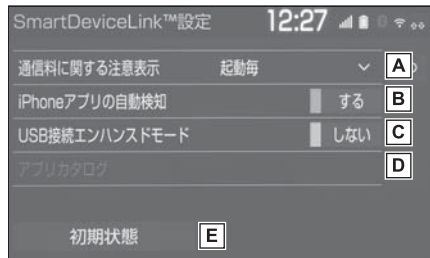 SmartDeviceLink™設定 12:27
通信料に関する注意表示 起動毎 A
iPhoneアプリの自動検知 する B
USB接続エンハンスドモード しない C
アプリカタログ D
初期状態 E